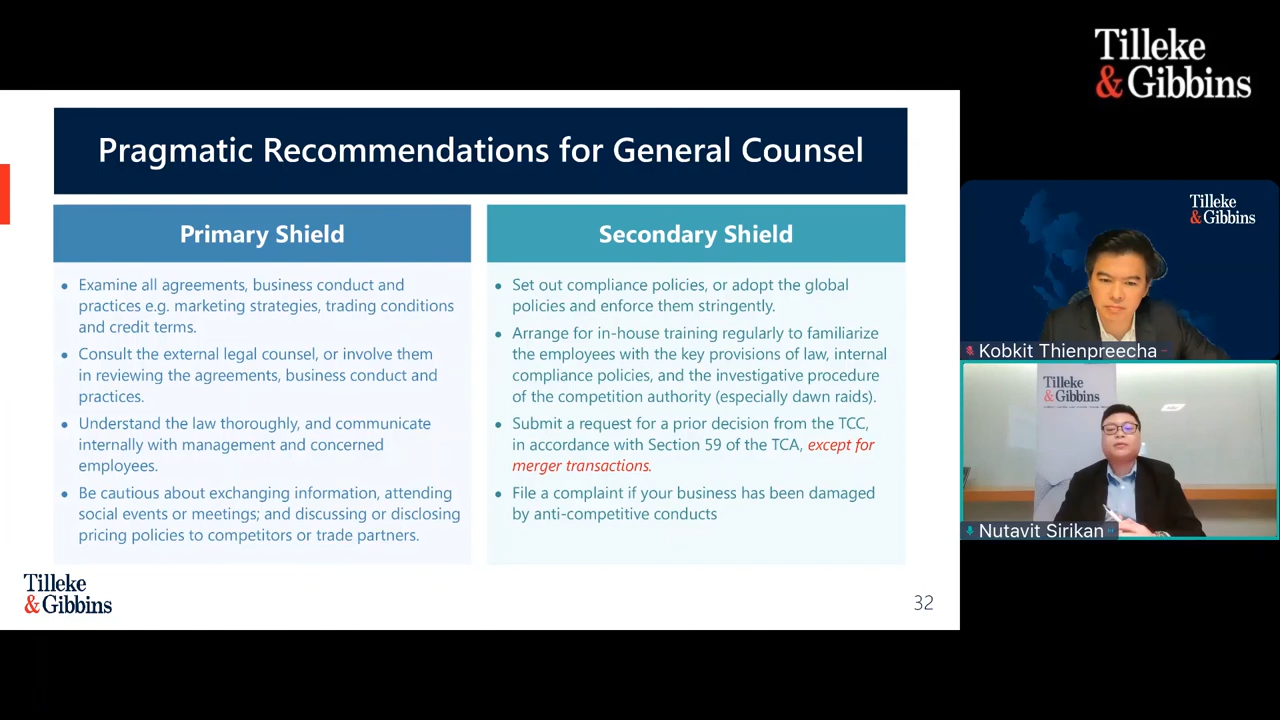 Tilleke
& Gibbins
Pragmatic Recommendations for General Counsel
Primary Shield
• Examine all agreements, business conduct and
practices e.g. marketing strategies, trading conditions
and credit terms.
• Consult the external legal counsel, or involve them
in reviewing the agreements, business conduct and
practices.
• Understand the law thoroughly, and communicate
internally with management and concerned
employees.
• Be cautious about exchanging information, attending
social events or meetings; and discussing or disclosing
pricing policies to competitors or trade partners.
Secondary Shield
• Set out compliance policies, or adopt the global
policies and enforce them stringently.
• Arrange for in-house training regularly to familiarize
the employees with the key provisions of law, internal
compliance policies, and the investigative procedure
of the competition authority (especially dawn raids).
• Submit a request for a prior decision from the TCC,
in accordance with Section 59 of the TCA, except for
merger transactions.
• File a complaint if your business has been damaged
by anti-competitive conducts
Tilleke
& Gibbins
32
Tilleke
& Gibbins
Kobkit Thienpreecha
Tilleke
& Gibbins
Nutavit Sirikan